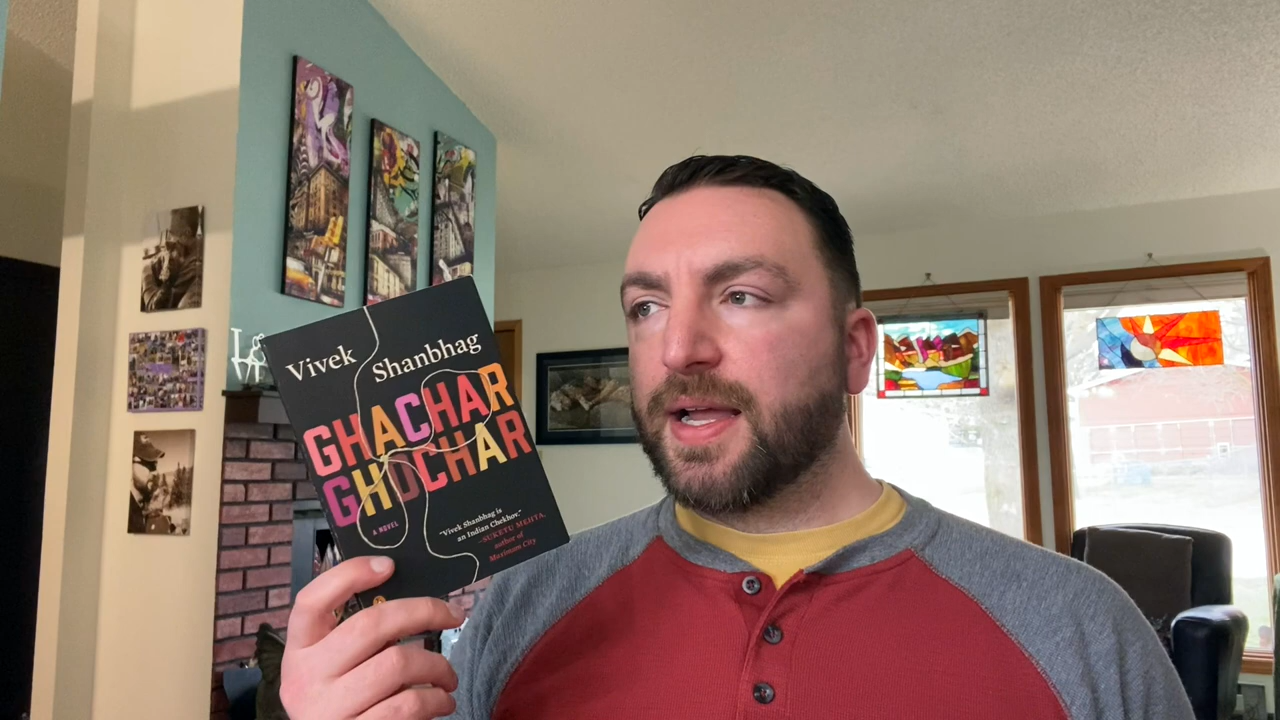 Vivek Shanbhag
GHACHAR
GHOCHAR
A NOVEL
"Vivek Shanbhag is
an Indian Chekhov."
—SUKETU MEHTA,
author of
Maximum City